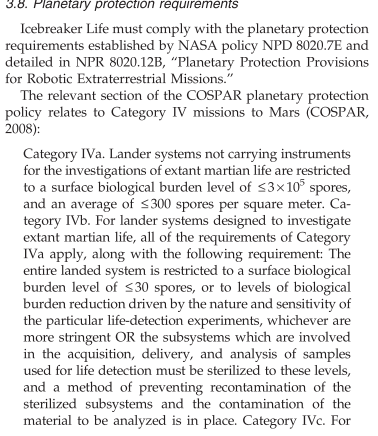 3.8. Planetary protection requirements
Icebreaker Life must comply with the planetary protection
requirements established by NASA policy NPD 8020.7E and
detailed in NPR 8020.12B, “Planetary Protection Provisions
for Robotic Extraterrestrial Missions.”
The relevant section of the COSPAR planetary protection
policy relates to Category IV missions to Mars (COSPAR,
2008):
Category IVa. Lander systems not carrying instruments
for the investigations of extant martian life are restricted
to a surface biological burden level of ≤3×10⁵ spores,
and an average of ≤300 spores per square meter. Ca-
tegory IVb. For lander systems designed to investigate
extant martian life, all of the requirements of Category
IVa apply, along with the following requirement: The
entire landed system is restricted to a surface biological
burden level of ≤30 spores, or to levels of biological
burden reduction driven by the nature and sensitivity of
the particular life-detection experiments, whichever are
more stringent OR the subsystems which are involved
in the acquisition, delivery, and analysis of samples
used for life detection must be sterilized to these levels,
and a method of preventing recontamination of the
sterilized subsystems and the contamination of the
material to be analyzed is in place. Category IVc. For